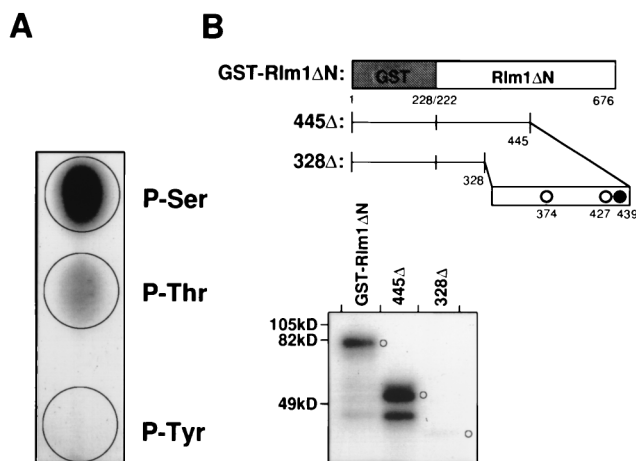 A
B
GST-Rlm1ΔN:
GST
Rlm1ΔN
1
228/222
676
445Δ:
445
328Δ:
328
374
427
439
P-Ser
P-Thr
P-Tyr
GST-Rlm1ΔN
445Δ
328Δ
105kD
82kD
49kD